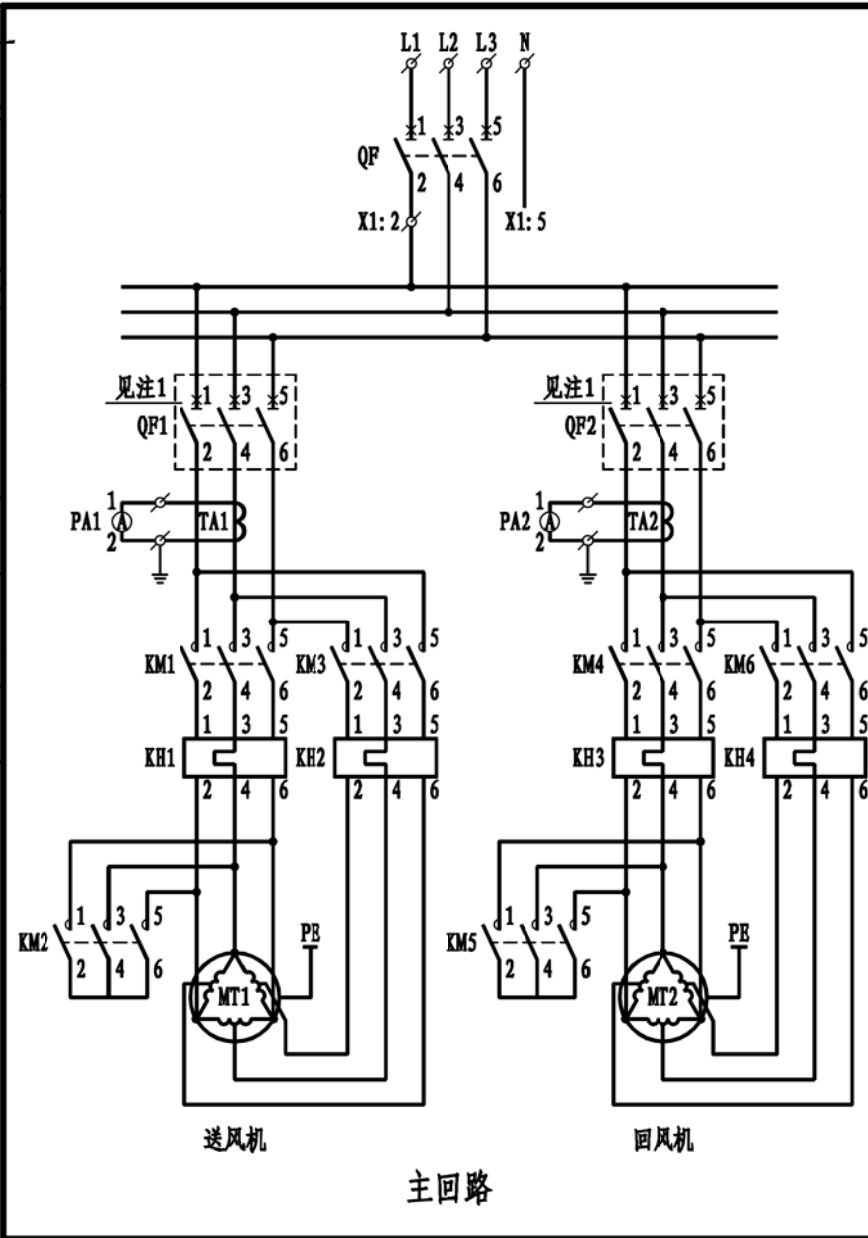 L1 L2 L3 N
1 3 5
QF
2 4 6
X1: 2 X1: 5
见注1 1 3 5 见注1 1 3 5
QF1 QF2
2 4 6 2 4 6
1 1
PA1 A TA1 PA2 A TA2
2 2
1 3 5 1 3 5 1 3 5 1 3 5
KM1 KM3 KM4 KM6
2 4 6 2 4 6 2 4 6 2 4 6
1 3 5 1 3 5 1 3 5 1 3 5
KH1 KH2 KH3 KH4
2 4 6 2 4 6 2 4 6 2 4 6
1 3 5 PE 1 3 5 PE
KM2 KM5
2 4 6 2 4 6
MT1 MT2
送风机 回风机
主回路